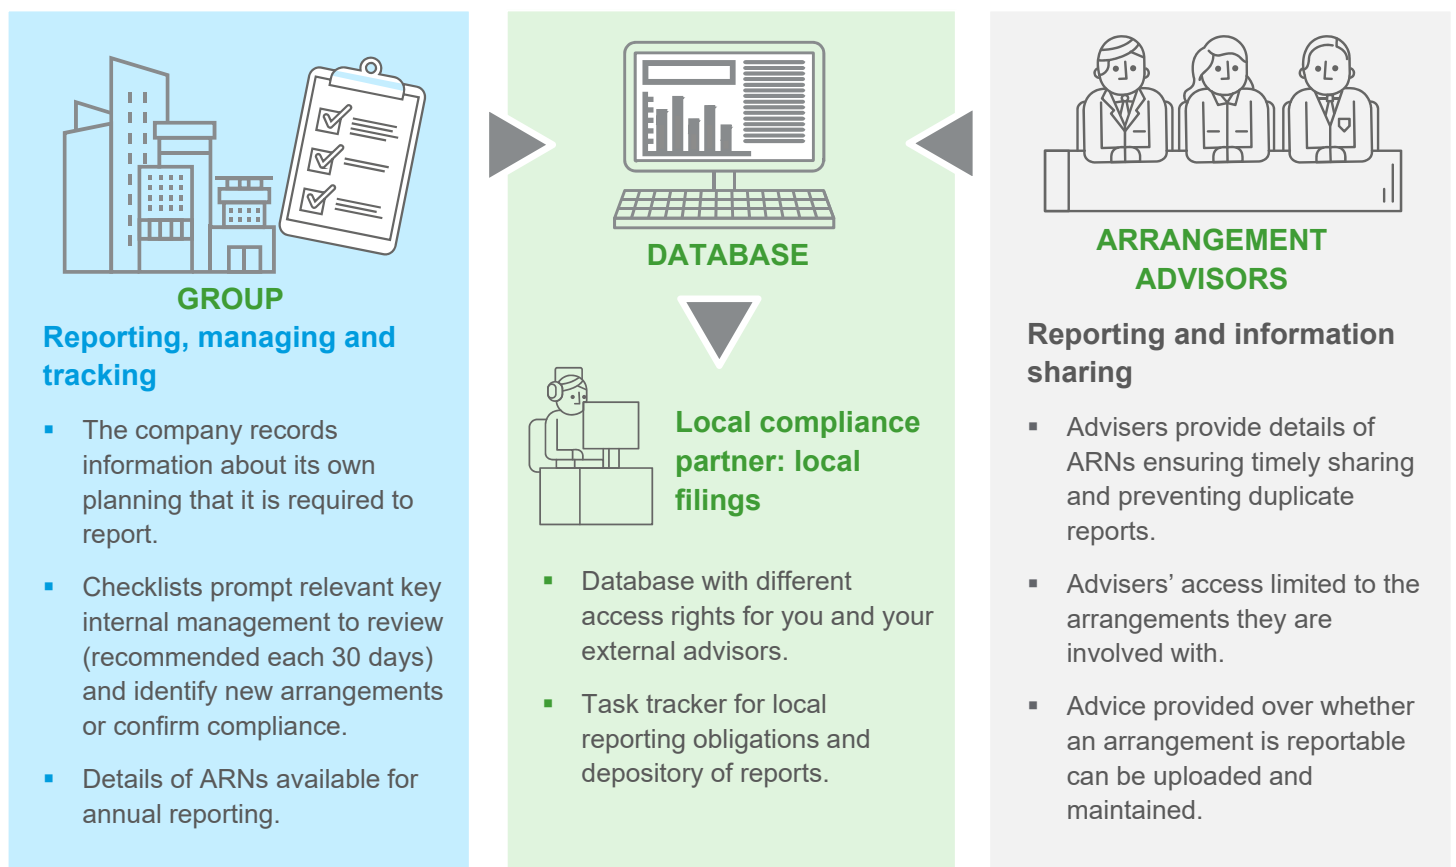 GROUP
Reporting, managing and
tracking
▪ The company records
information about its own
planning that it is required to
report.
▪ Checklists prompt relevant key
internal management to review
(recommended each 30 days)
and identify new arrangements
or confirm compliance.
▪ Details of ARNs available for
annual reporting.
DATABASE
Local compliance
partner: local
filings
▪ Database with different
access rights for you and your
external advisors.
▪ Task tracker for local
reporting obligations and
depository of reports.
ARRANGEMENT
ADVISORS
Reporting and information
sharing
▪ Advisers provide details of
ARNs ensuring timely sharing
and preventing duplicate
reports.
▪ Advisers’ access limited to the
arrangements they are
involved with.
▪ Advice provided over whether
an arrangement is reportable
can be uploaded and
maintained.